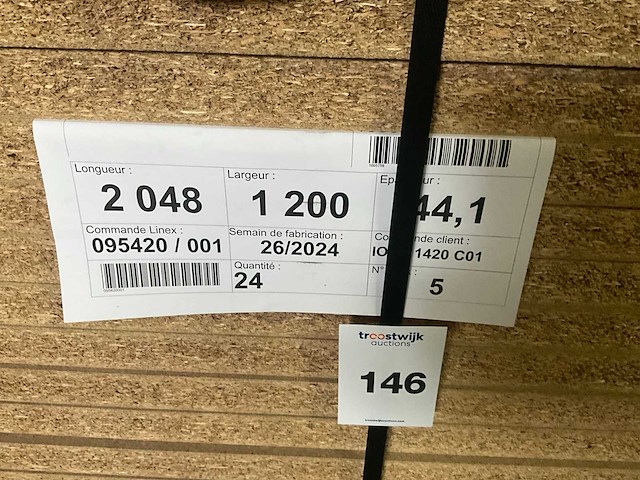 Longueur :
2 048
Largeur :
1 200
44,1
Commande Linex :
095420 / 001
Semain de fabrication :
26/2024
client :
1420 C01
Quantité :
24
5
troostwijk
auctions
146